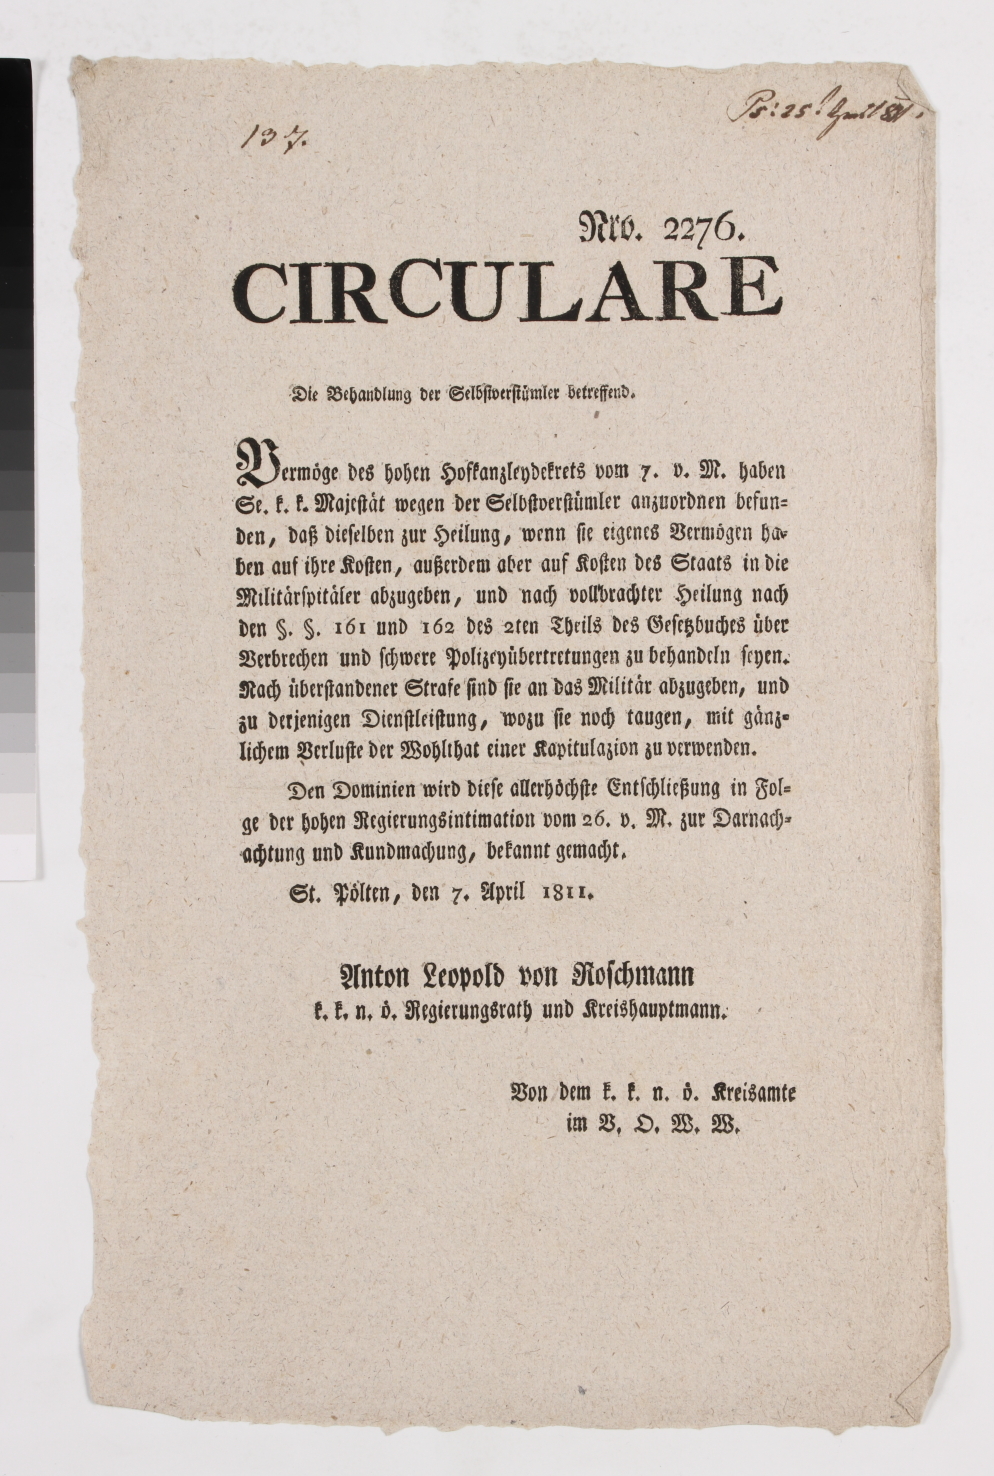 137.
Ps: 25t April 811.
Nro. 2276.
CIRCULARE
Die Behandlung der Selbstverstümler betreffend.
Vermöge des hohen Hofkanzleydekrets vom 7. v. M. haben
Se. k. k. Majestät wegen der Selbstverstümler anzuordnen befun-
den, daß dieselben zur Heilung, wenn sie eigenes Vermögen ha-
ben auf ihre Kosten, außerdem aber auf Kosten des Staats in die
Militärspitäler abzugeben, und nach vollbrachter Heilung nach
den §. §. 161 und 162 des 2ten Theils des Gesetzbuches über
Verbrechen und schwere Polizeyübertretungen zu behandeln seyen.
Nach überstandener Strafe sind sie an das Militär abzugeben, und
zu derjenigen Dienstleistung, wozu sie noch taugen, mit gänz-
lichem Verluste der Wohlthat einer Kapitulazion zu verwenden.
Den Dominien wird diese allerhöchste Entschließung in Fol-
ge der hohen Regierungsintimation vom 26. v. M. zur Darnach-
achtung und Kundmachung, bekannt gemacht.
St. Pölten, den 7. April 1811.
Anton Leopold von Roschmann
k. k. n. ö. Regierungsrath und Kreishauptmann.
Von dem k. k. n. ö. Kreisamte
im V. O. W. W.